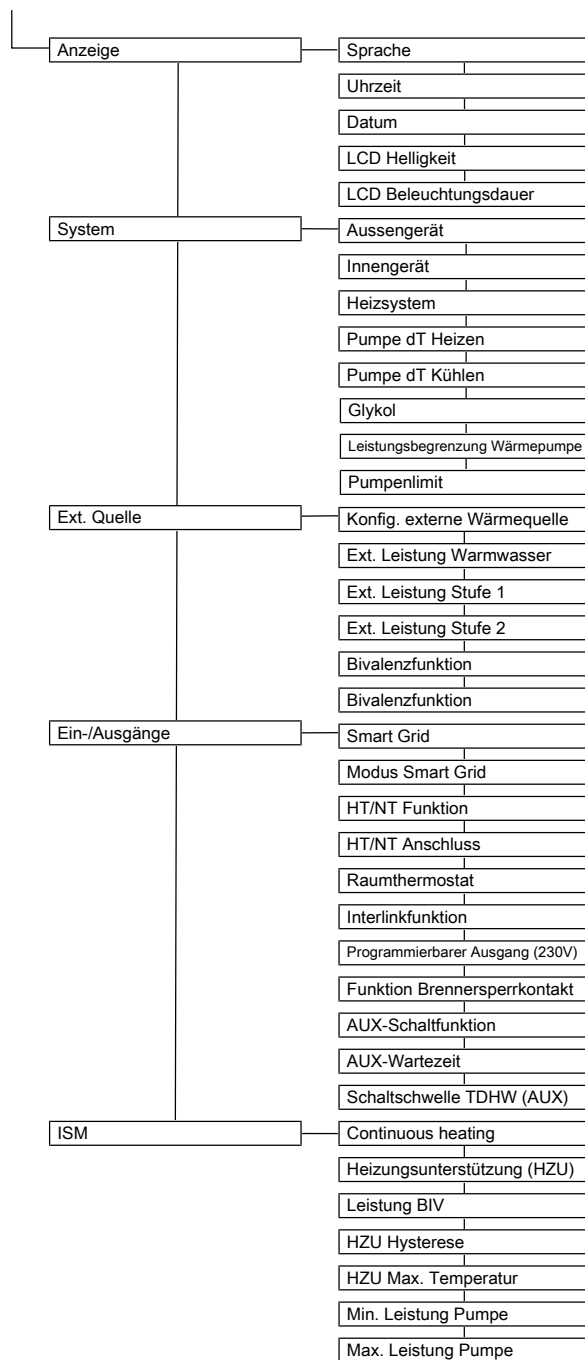 Anzeige
Sprache
Uhrzeit
Datum
LCD Helligkeit
LCD Beleuchtungsdauer
System
Aussengerät
Innengerät
Heizsystem
Pumpe dT Heizen
Pumpe dT Kühlen
Glykol
Leistungsbegrenzung Wärmepumpe
Pumpenlimit
Ext. Quelle
Konfig. externe Wärmequelle
Ext. Leistung Warmwasser
Ext. Leistung Stufe 1
Ext. Leistung Stufe 2
Bivalenzfunktion
Bivalenzfunktion
Ein-/Ausgänge
Smart Grid
Modus Smart Grid
HT/NT Funktion
HT/NT Anschluss
Raumthermostat
Interlinkfunktion
Programmierbarer Ausgang (230V)
Funktion Brennersperrkontakt
AUX-Schaltfunktion
AUX-Wartezeit
Schaltschwelle TDHW (AUX)
ISM
Continuous heating
Heizungsunterstützung (HZU)
Leistung BIV
HZU Hysterese
HZU Max. Temperatur
Min. Leistung Pumpe
Max. Leistung Pumpe